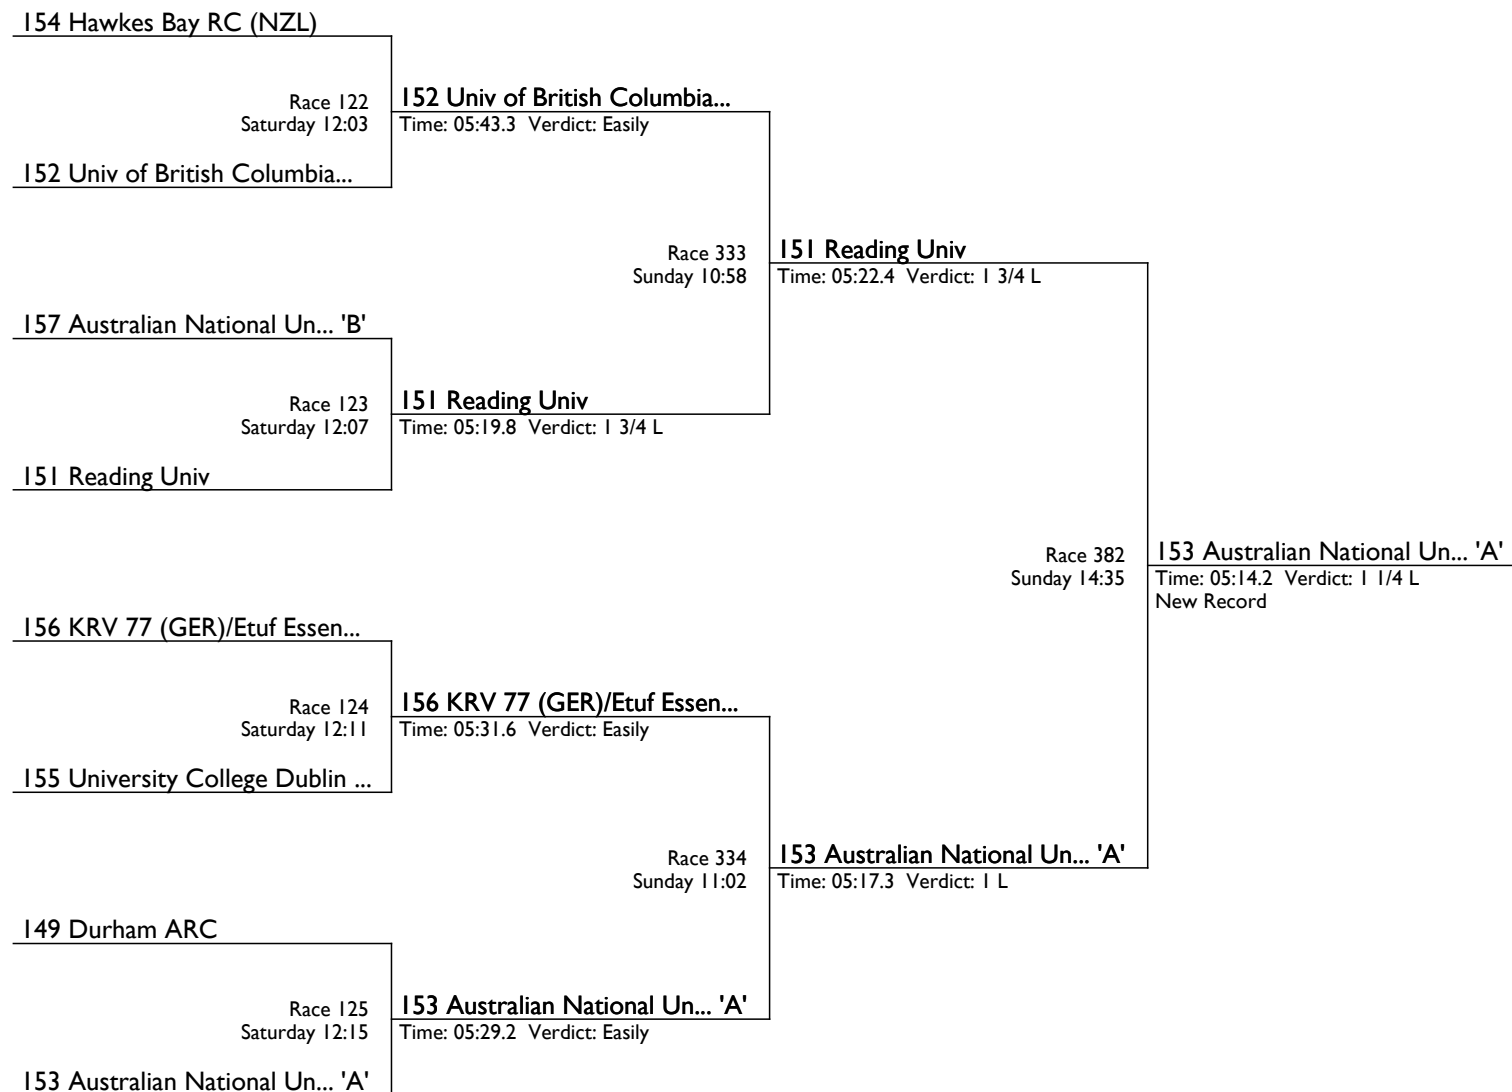 154 Hawkes Bay RC (NZL)
Race 122
Saturday 12:03
152 Univ of British Columbia...
Time: 05:43.3 Verdict: Easily
152 Univ of British Columbia...
Race 333
Sunday 10:58
151 Reading Univ
Time: 05:22.4 Verdict: 1 3/4 L
157 Australian National Un... 'B'
Race 123
Saturday 12:07
151 Reading Univ
Time: 05:19.8 Verdict: 1 3/4 L
151 Reading Univ
Race 382
Sunday 14:35
153 Australian National Un... 'A'
Time: 05:14.2 Verdict: 1 1/4 L
New Record
156 KRV 77 (GER)/Etuf Essen...
Race 124
Saturday 12:11
156 KRV 77 (GER)/Etuf Essen...
Time: 05:31.6 Verdict: Easily
155 University College Dublin ...
Race 334
Sunday 11:02
153 Australian National Un... 'A'
Time: 05:17.3 Verdict: 1 L
149 Durham ARC
Race 125
Saturday 12:15
153 Australian National Un... 'A'
Time: 05:29.2 Verdict: Easily
153 Australian National Un... 'A'